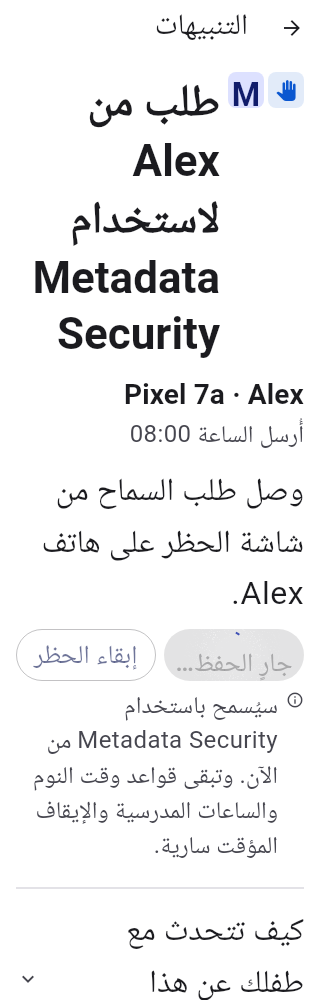 التنبيهات
M
طلب من
Alex
لاستخدام
Metadata
Security
Pixel 7a · Alex
أرسل الساعة 08:00
وصل طلب السماح من
شاشة الحظر على هاتف
Alex.
جارٍ الحفظ...
إبقاء الحظر
سيُسمح باستخدام
Metadata Security من
الآن. وتبقى قواعد وقت النوم
والساعات المدرسية والإيقاف
المؤقت سارية.
كيف تتحدث مع
طفلك عن هذا